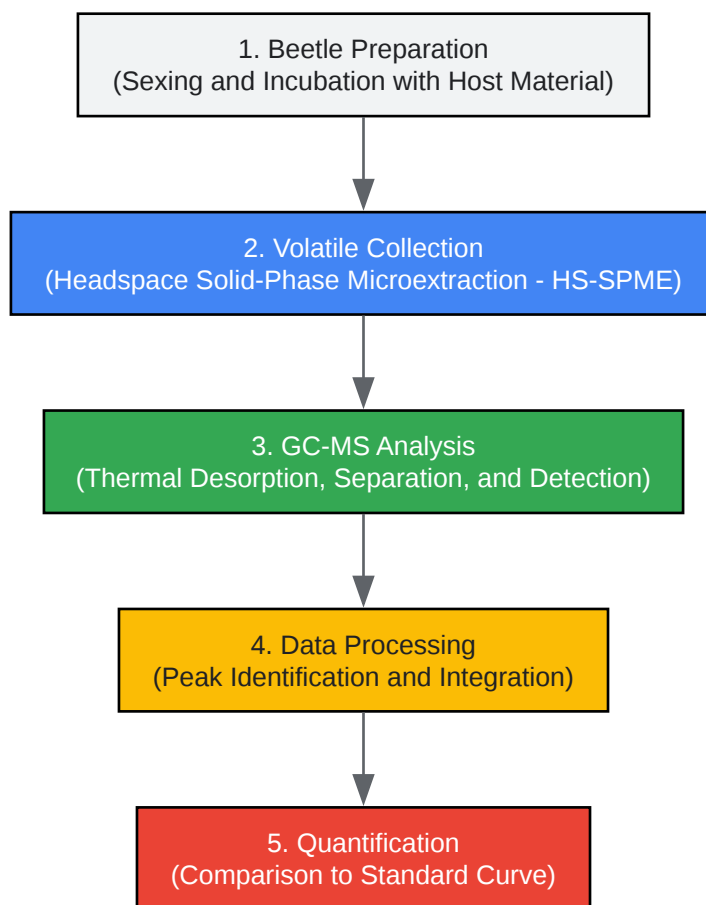 1. Beetle Preparation
(Sexing and Incubation with Host Material)
2. Volatile Collection
(Headspace Solid-Phase Microextraction - HS-SPME)
3. GC-MS Analysis
(Thermal Desorption, Separation, and Detection)
4. Data Processing
(Peak Identification and Integration)
5. Quantification
(Comparison to Standard Curve)